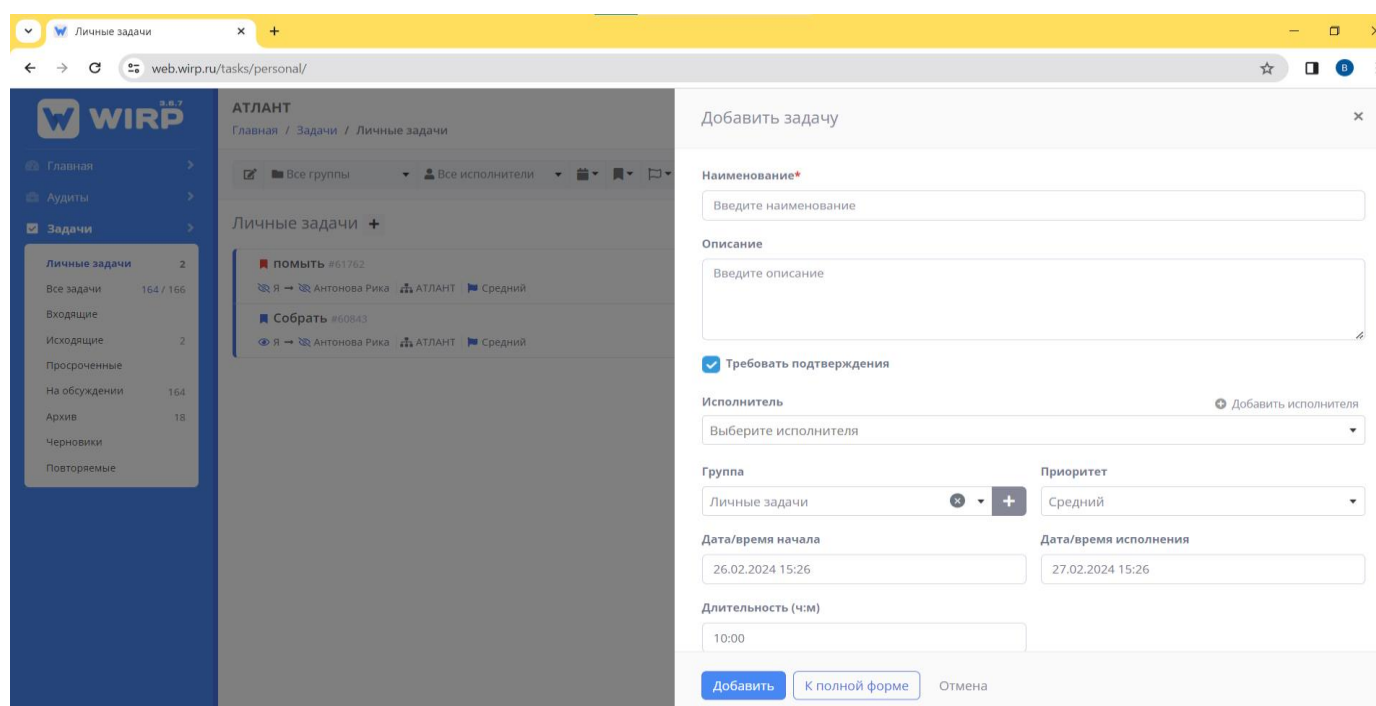 Личные задачи
web.wirp.ru/tasks/personal/
B
W WIRP 3.8.7
Главная
Аудиты
Задачи
Личные задачи 2
Все задачи 164 / 166
Входящие
Исходящие 2
Просроченные
На обсуждении 164
Архив 18
Черновики
Повторяемые
АТЛАНТ
Главная / Задачи / Личные задачи
Все группы Все исполнители
Личные задачи +
помыть #61762
Я → Антонова Рика АТЛАНТ Средний
Собрать #60843
Я → Антонова Рика АТЛАНТ Средний
Добавить задачу ×
Наименование*
Введите наименование
Описание
Введите описание
Требовать подтверждения
Исполнитель Добавить исполнителя
Выберите исполнителя
Группа Приоритет
Личные задачи + Средний
Дата/время начала Дата/время исполнения
26.02.2024 15:26 27.02.2024 15:26
Длительность (ч:м)
10:00
Добавить К полной форме Отмена